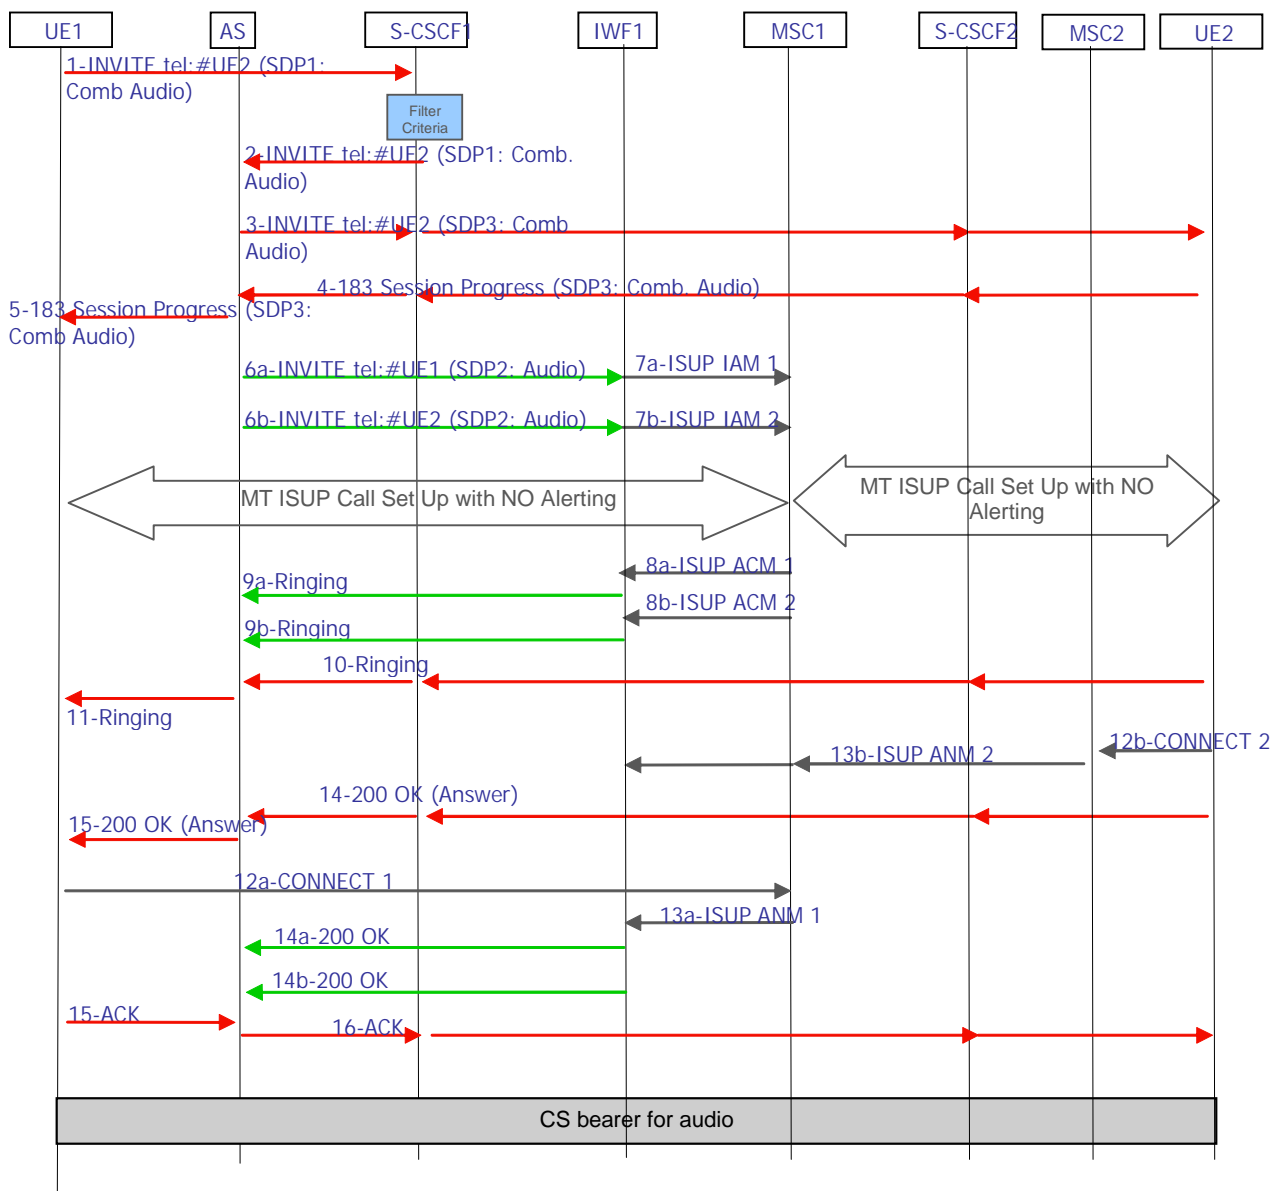 UE1
AS
S-CSCF1
IWF1
MSC1
S-CSCF2
MSC2
UE2
1-INVITE tel:#UE2 (SDP1:
Comb Audio)
Filter
Criteria
2-INVITE tel:#UE2 (SDP1: Comb.
Audio)
3-INVITE tel:#UE2 (SDP3: Comb
Audio)
4-183 Session Progress (SDP3: Comb. Audio)
5-183 Session Progress (SDP3:
Comb Audio)
6a-INVITE tel:#UE1 (SDP2: Audio)
7a-ISUP IAM 1
6b-INVITE tel:#UE2 (SDP2: Audio)
7b-ISUP IAM 2
MT ISUP Call Set Up with NO Alerting
MT ISUP Call Set Up with NO
Alerting
8a-ISUP ACM 1
9a-Ringing
8b-ISUP ACM 2
9b-Ringing
10-Ringing
11-Ringing
12b-CONNECT 2
13b-ISUP ANM 2
14-200 OK (Answer)
15-200 OK (Answer)
12a-CONNECT 1
13a-ISUP ANM 1
14a-200 OK
14b-200 OK
15-ACK
16-ACK
CS bearer for audio